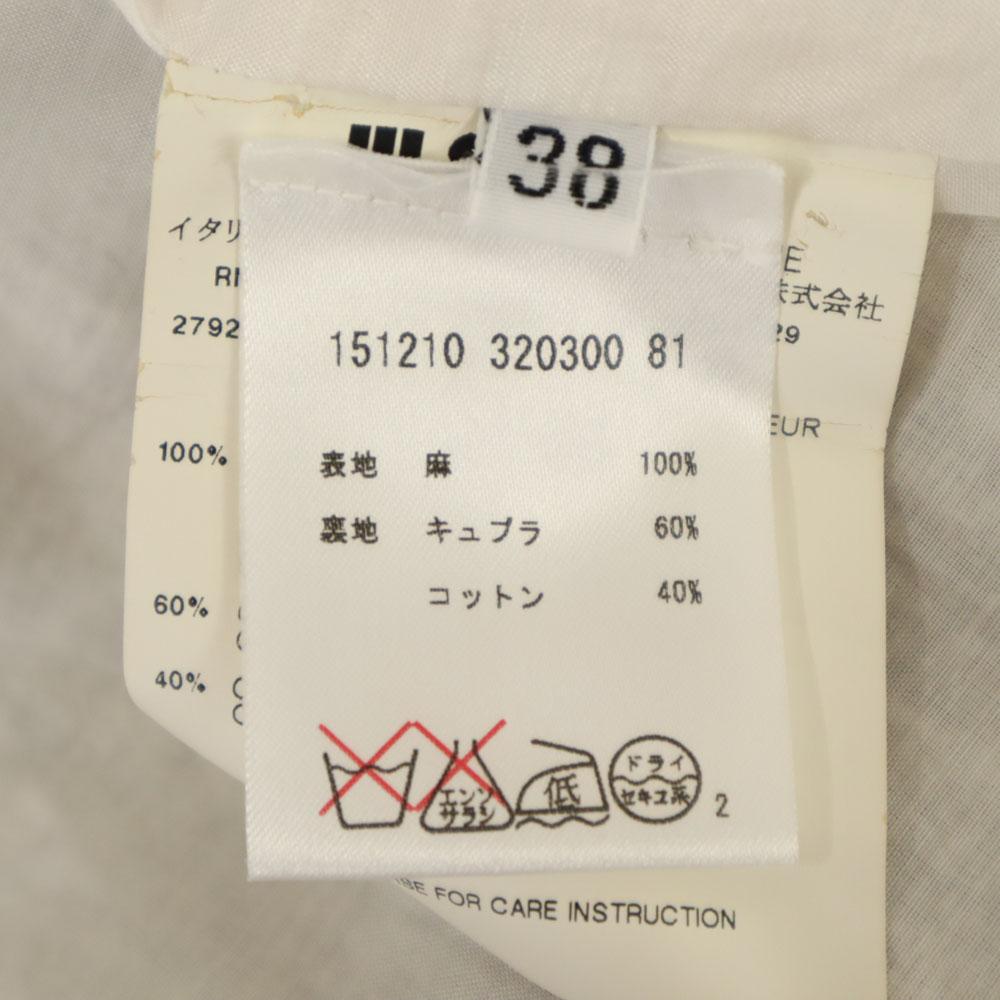 38
イタリ
E
株式会社
2792
29
151210 320300 81
EUR
100%
表地 麻 100%
裏地 キュプラ 60%
コットン 40%
60%
40%
エンソ
サラシ
低
ドライ
セキユ系
2
FOR CARE INSTRUCTION